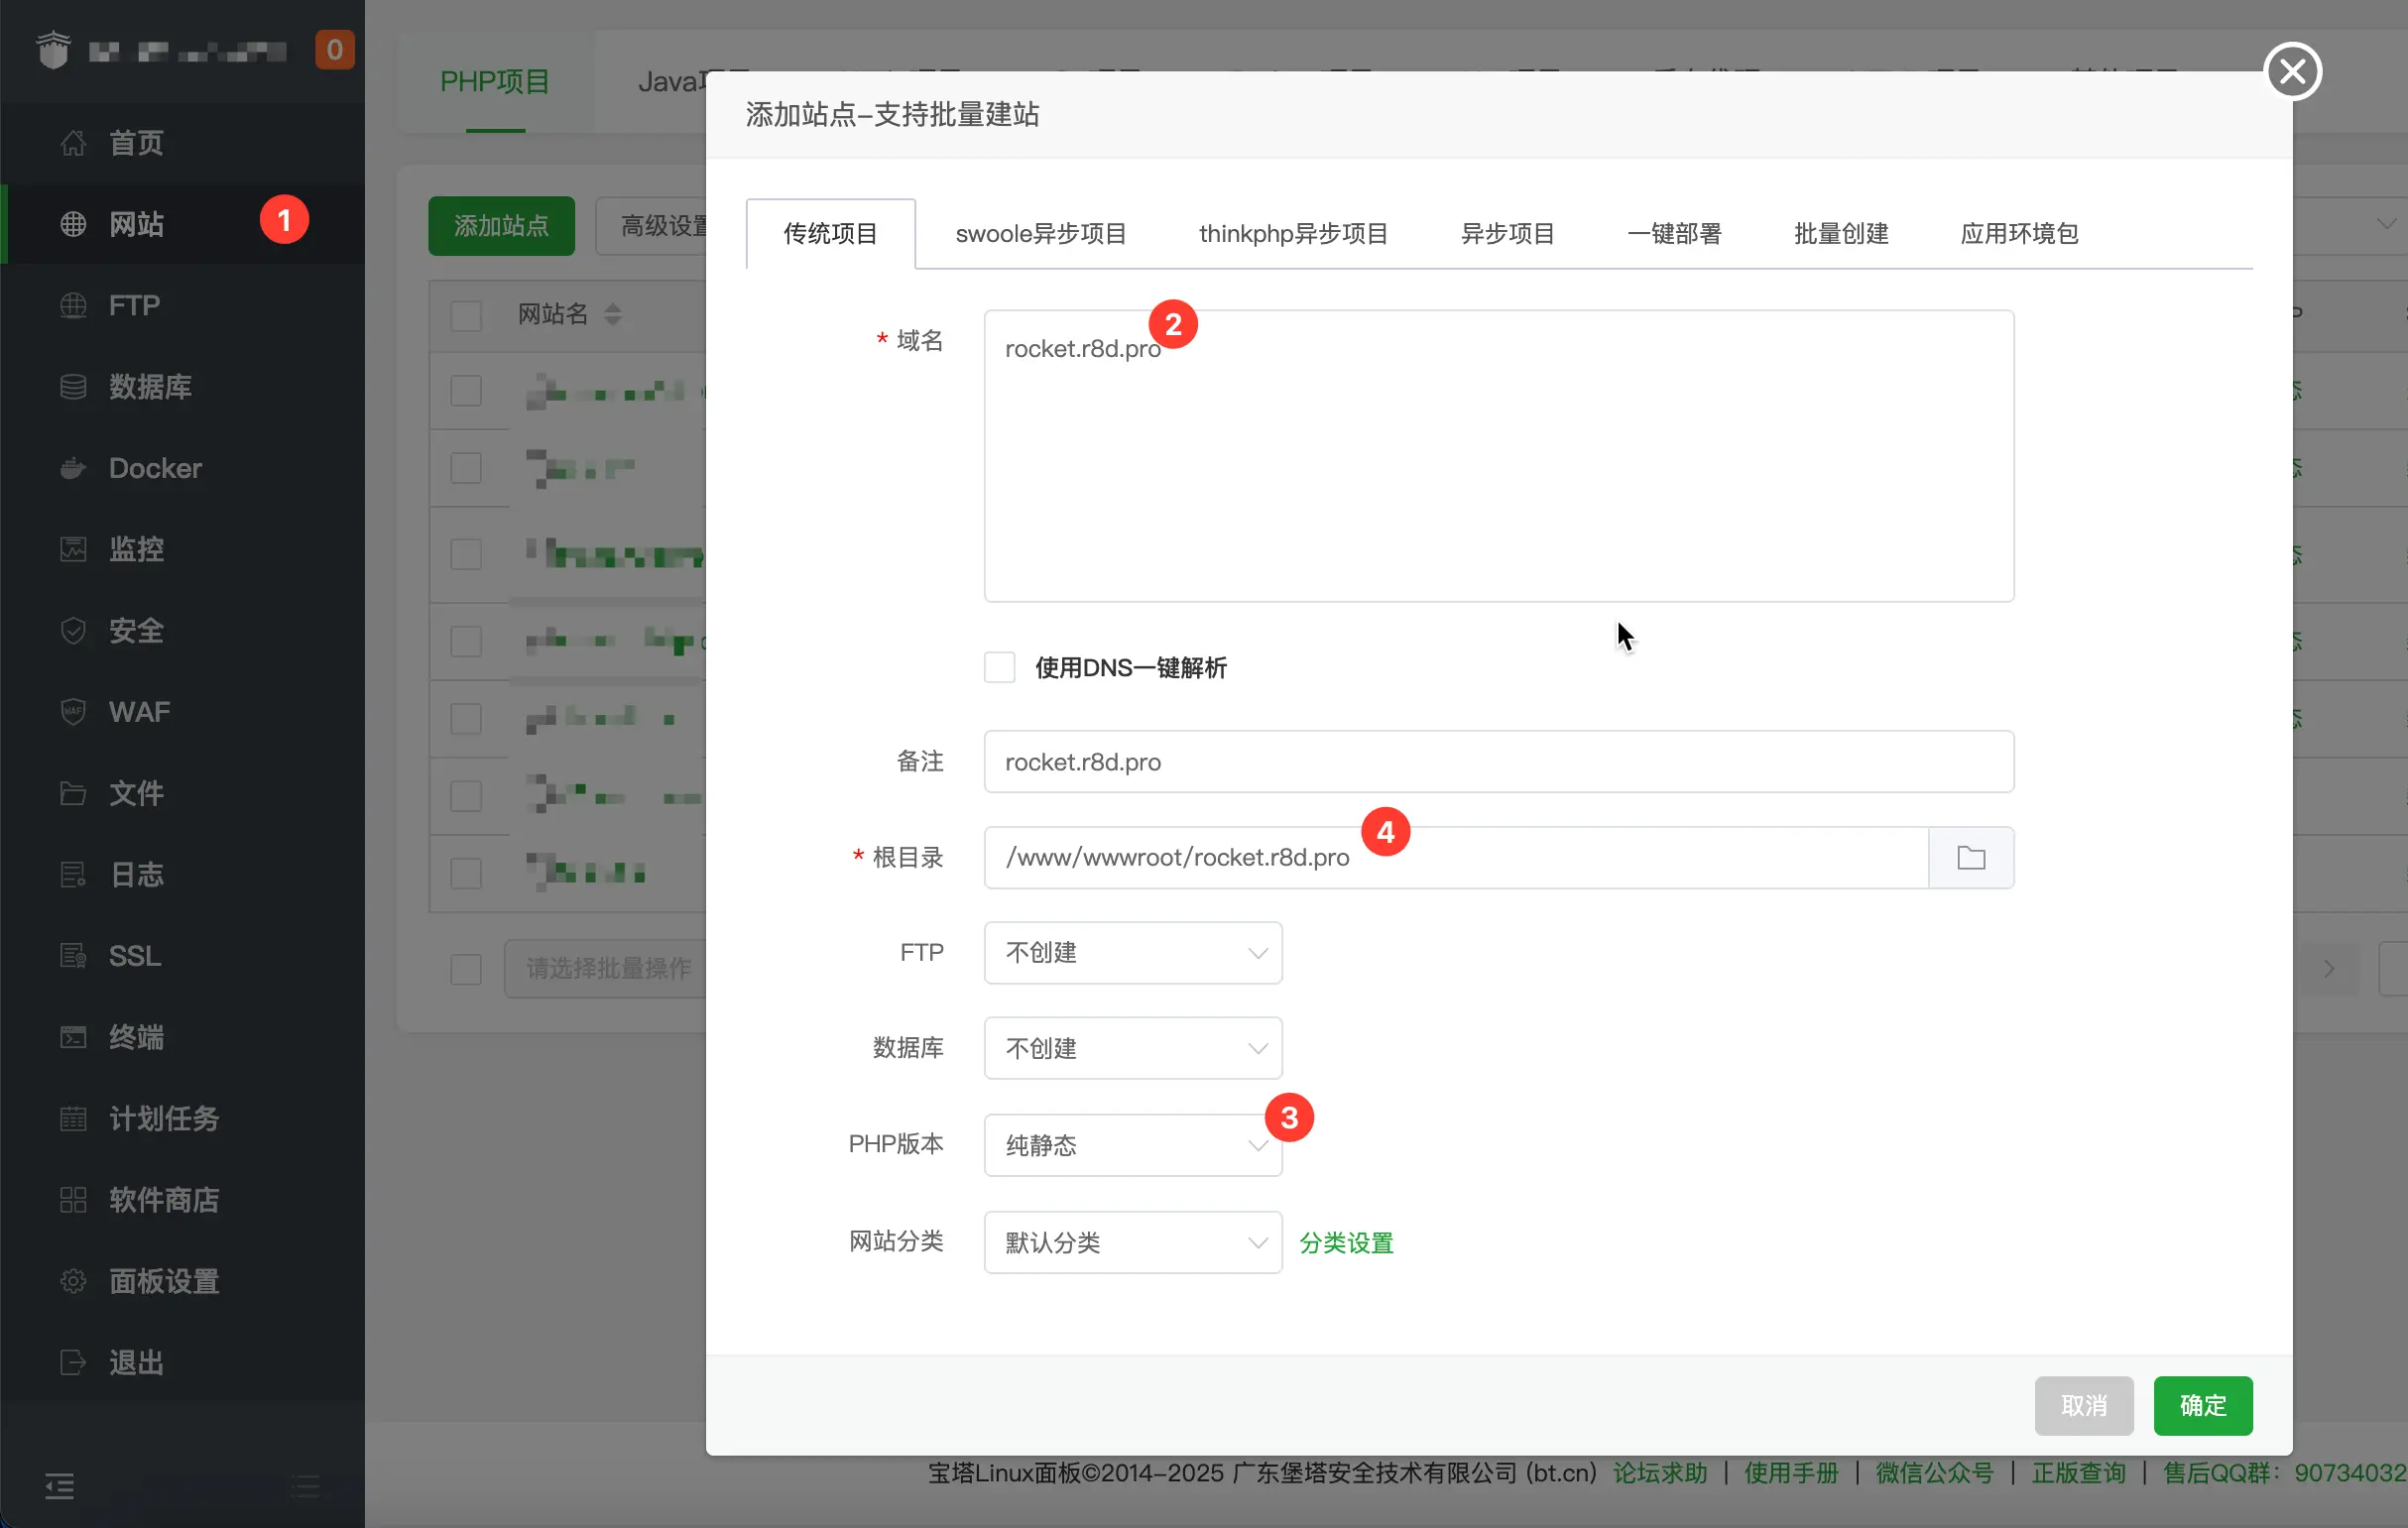 0
首页
网站
1
FTP
数据库
Docker
监控
安全
WAF
文件
日志
SSL
终端
计划任务
软件商店
面板设置
退出
PHP项目
添加站点
高级设置
网站名
请选择批量操作
添加站点-支持批量建站
传统项目 swoole异步项目 thinkphp异步项目 异步项目 一键部署 批量创建 应用环境包
* 域名
rocket.r8d.pro
2
使用DNS一键解析
备注 rocket.r8d.pro
4
* 根目录 /www/wwwroot/rocket.r8d.pro
FTP 不创建
数据库 不创建
3
PHP版本 纯静态
网站分类 默认分类 分类设置
取消 确定
宝塔Linux面板©2014-2025 广东堡塔安全技术有限公司 (bt.cn) 论坛求助 | 使用手册 | 微信公众号 | 正版查询 | 售后QQ群: 90734032